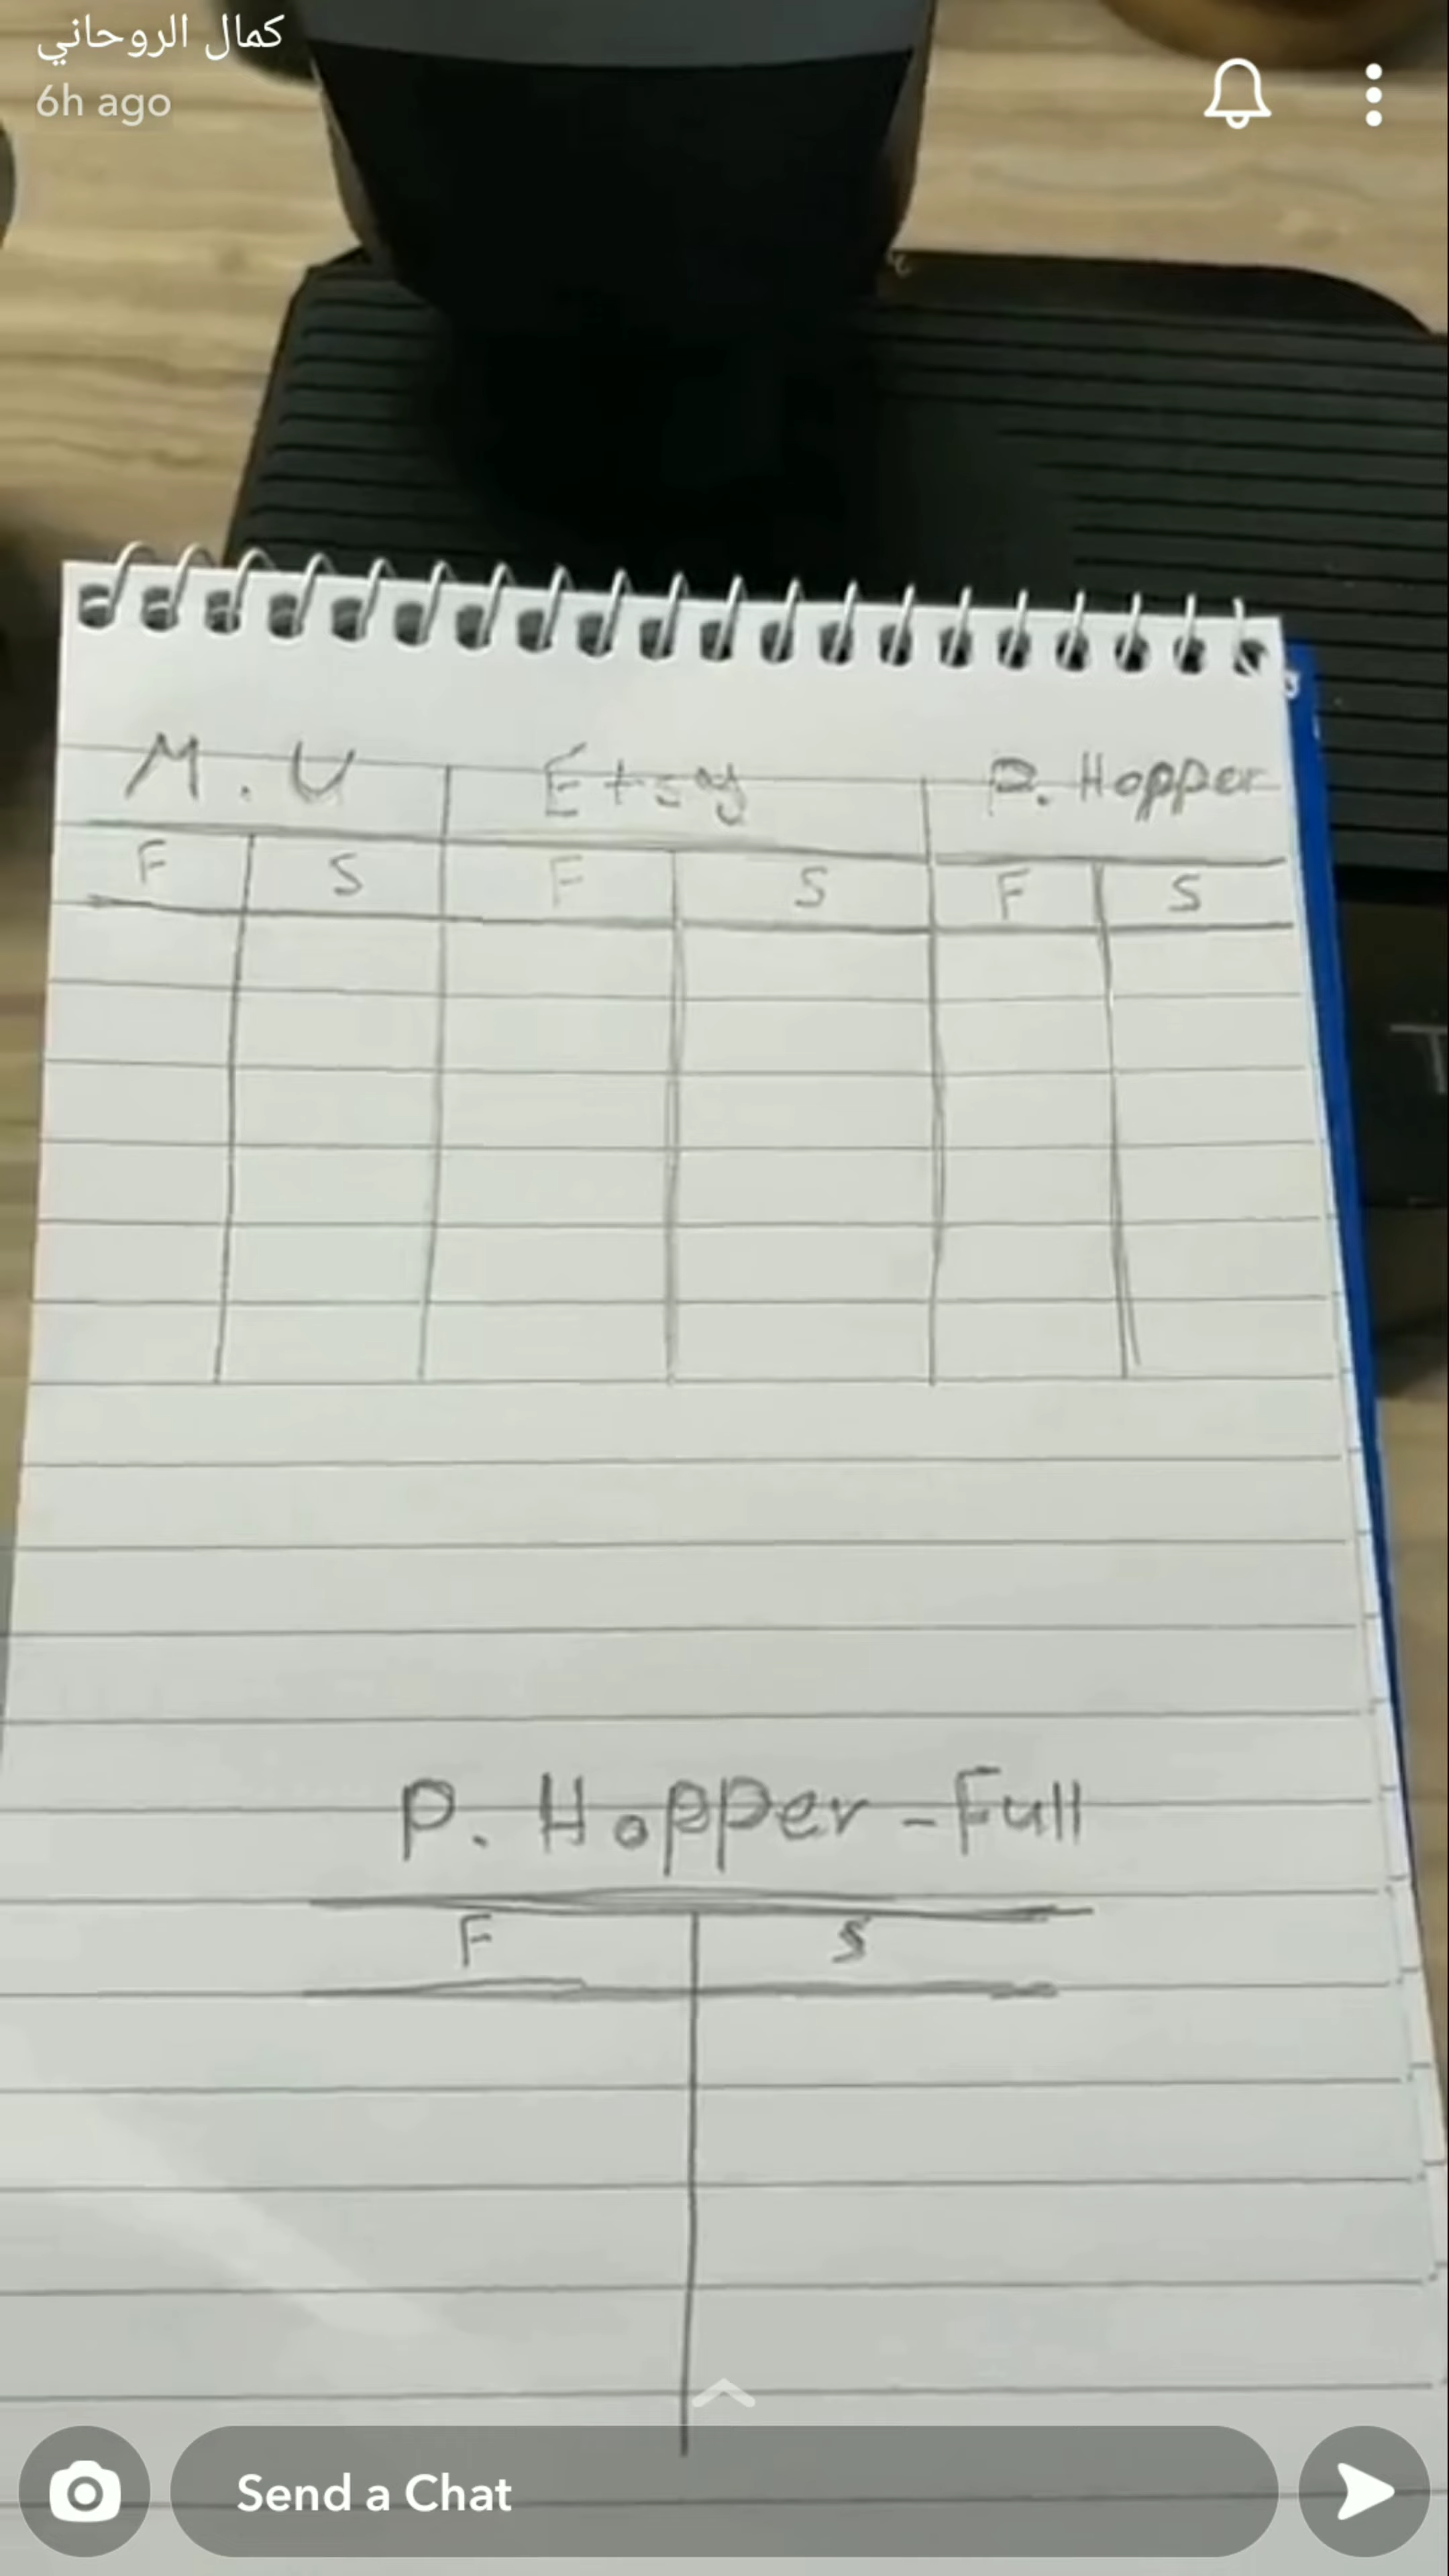 كمال الروحاني
6h ago
M.U Etsy P. Hopper
F S F S F S
P. Hopper - Full
F S
Send a Chat